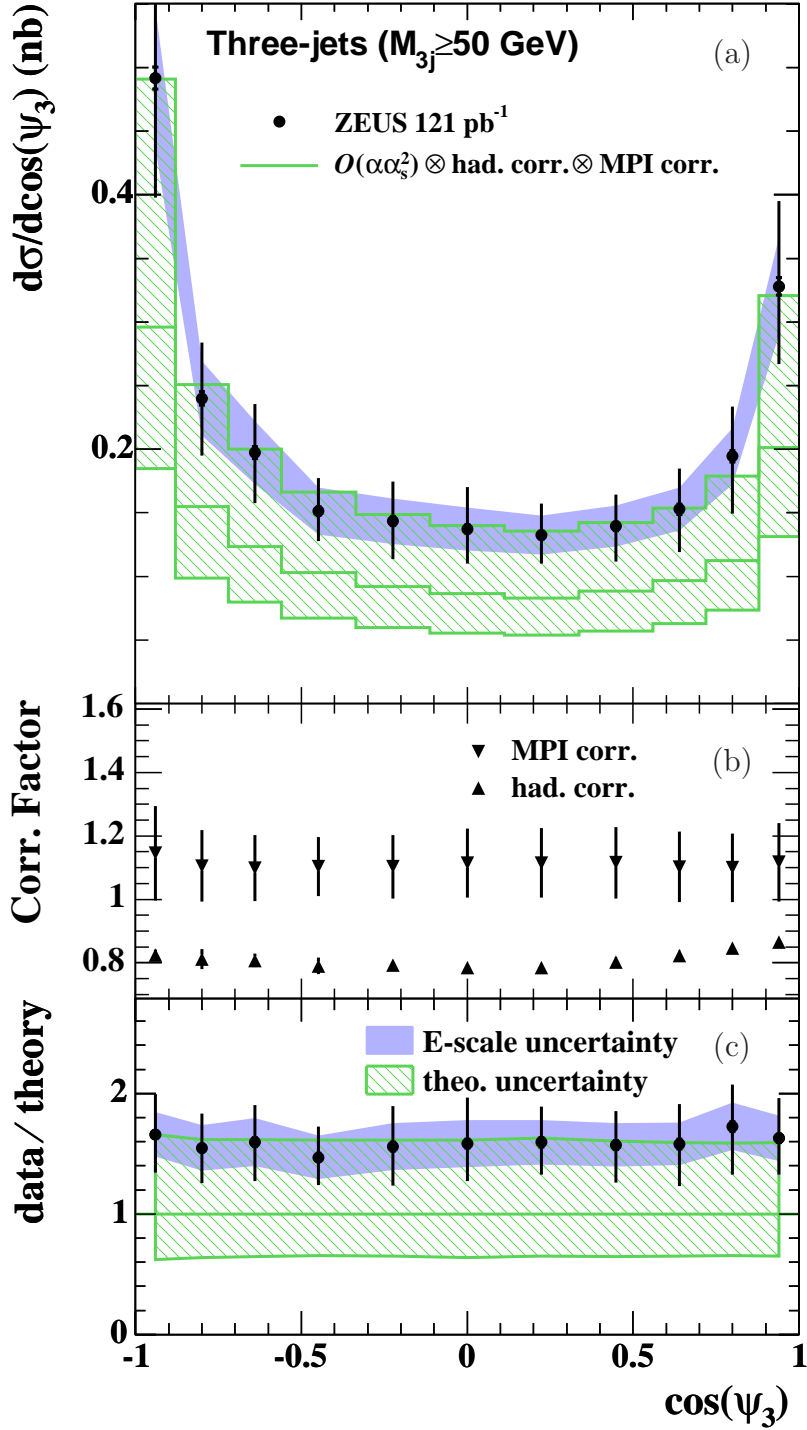 Three-jets (M3j≥50 GeV)
(a)
ZEUS 121 pb-1
O(ααs2) ⊗ had. corr. ⊗ MPI corr.
dσ/dcos(ψ3) (nb)
0.4
0.2
1.6
1.4
1.2
1
0.8
Corr. Factor
MPI corr.
(b)
had. corr.
E-scale uncertainty
(c)
theo. uncertainty
data / theory
2
1
0
-1 -0.5 0 0.5 1
cos(ψ3)